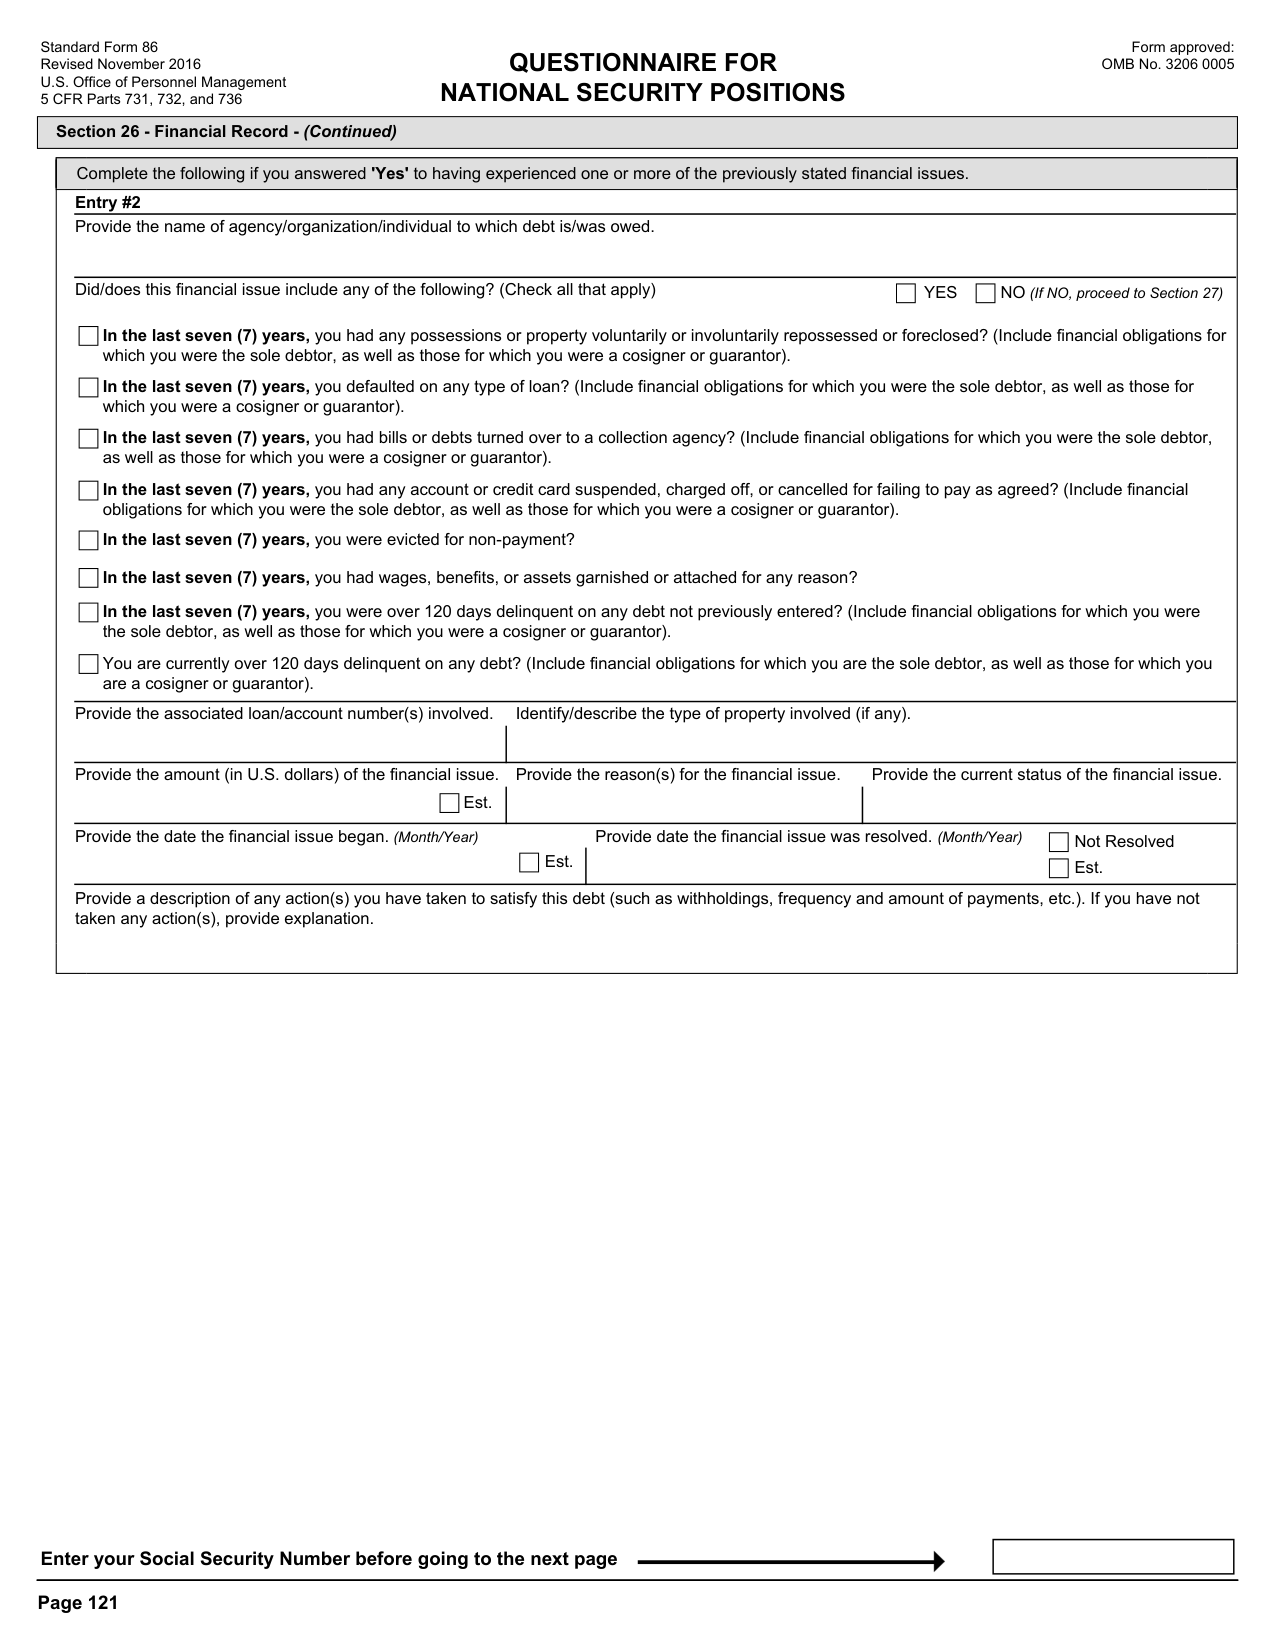 Standard Form 86
Revised November 2016
U.S. Office of Personnel Management
5 CFR Parts 731, 732, and 736
QUESTIONNAIRE FOR
NATIONAL SECURITY POSITIONS
Form approved:
OMB No. 3206 0005
Section 26 - Financial Record - (Continued)
Complete the following if you answered 'Yes' to having experienced one or more of the previously stated financial issues.
Entry #2
Provide the name of agency/organization/individual to which debt is/was owed.
Did/does this financial issue include any of the following? (Check all that apply)
YES
NO (If NO, proceed to Section 27)
In the last seven (7) years, you had any possessions or property voluntarily or involuntarily repossessed or foreclosed? (Include financial obligations for
which you were the sole debtor, as well as those for which you were a cosigner or guarantor).
In the last seven (7) years, you defaulted on any type of loan? (Include financial obligations for which you were the sole debtor, as well as those for
which you were a cosigner or guarantor).
In the last seven (7) years, you had bills or debts turned over to a collection agency? (Include financial obligations for which you were the sole debtor,
as well as those for which you were a cosigner or guarantor).
In the last seven (7) years, you had any account or credit card suspended, charged off, or cancelled for failing to pay as agreed? (Include financial
obligations for which you were the sole debtor, as well as those for which you were a cosigner or guarantor).
In the last seven (7) years, you were evicted for non-payment?
In the last seven (7) years, you had wages, benefits, or assets garnished or attached for any reason?
In the last seven (7) years, you were over 120 days delinquent on any debt not previously entered? (Include financial obligations for which you were
the sole debtor, as well as those for which you were a cosigner or guarantor).
You are currently over 120 days delinquent on any debt? (Include financial obligations for which you are the sole debtor, as well as those for which you
are a cosigner or guarantor).
Provide the associated loan/account number(s) involved.
Identify/describe the type of property involved (if any).
Provide the amount (in U.S. dollars) of the financial issue.
Est.
Provide the reason(s) for the financial issue.
Provide the current status of the financial issue.
Provide the date the financial issue began. (Month/Year)
Est.
Provide date the financial issue was resolved. (Month/Year)
Not Resolved
Est.
Provide a description of any action(s) you have taken to satisfy this debt (such as withholdings, frequency and amount of payments, etc.). If you have not
taken any action(s), provide explanation.
Enter your Social Security Number before going to the next page
Page 121